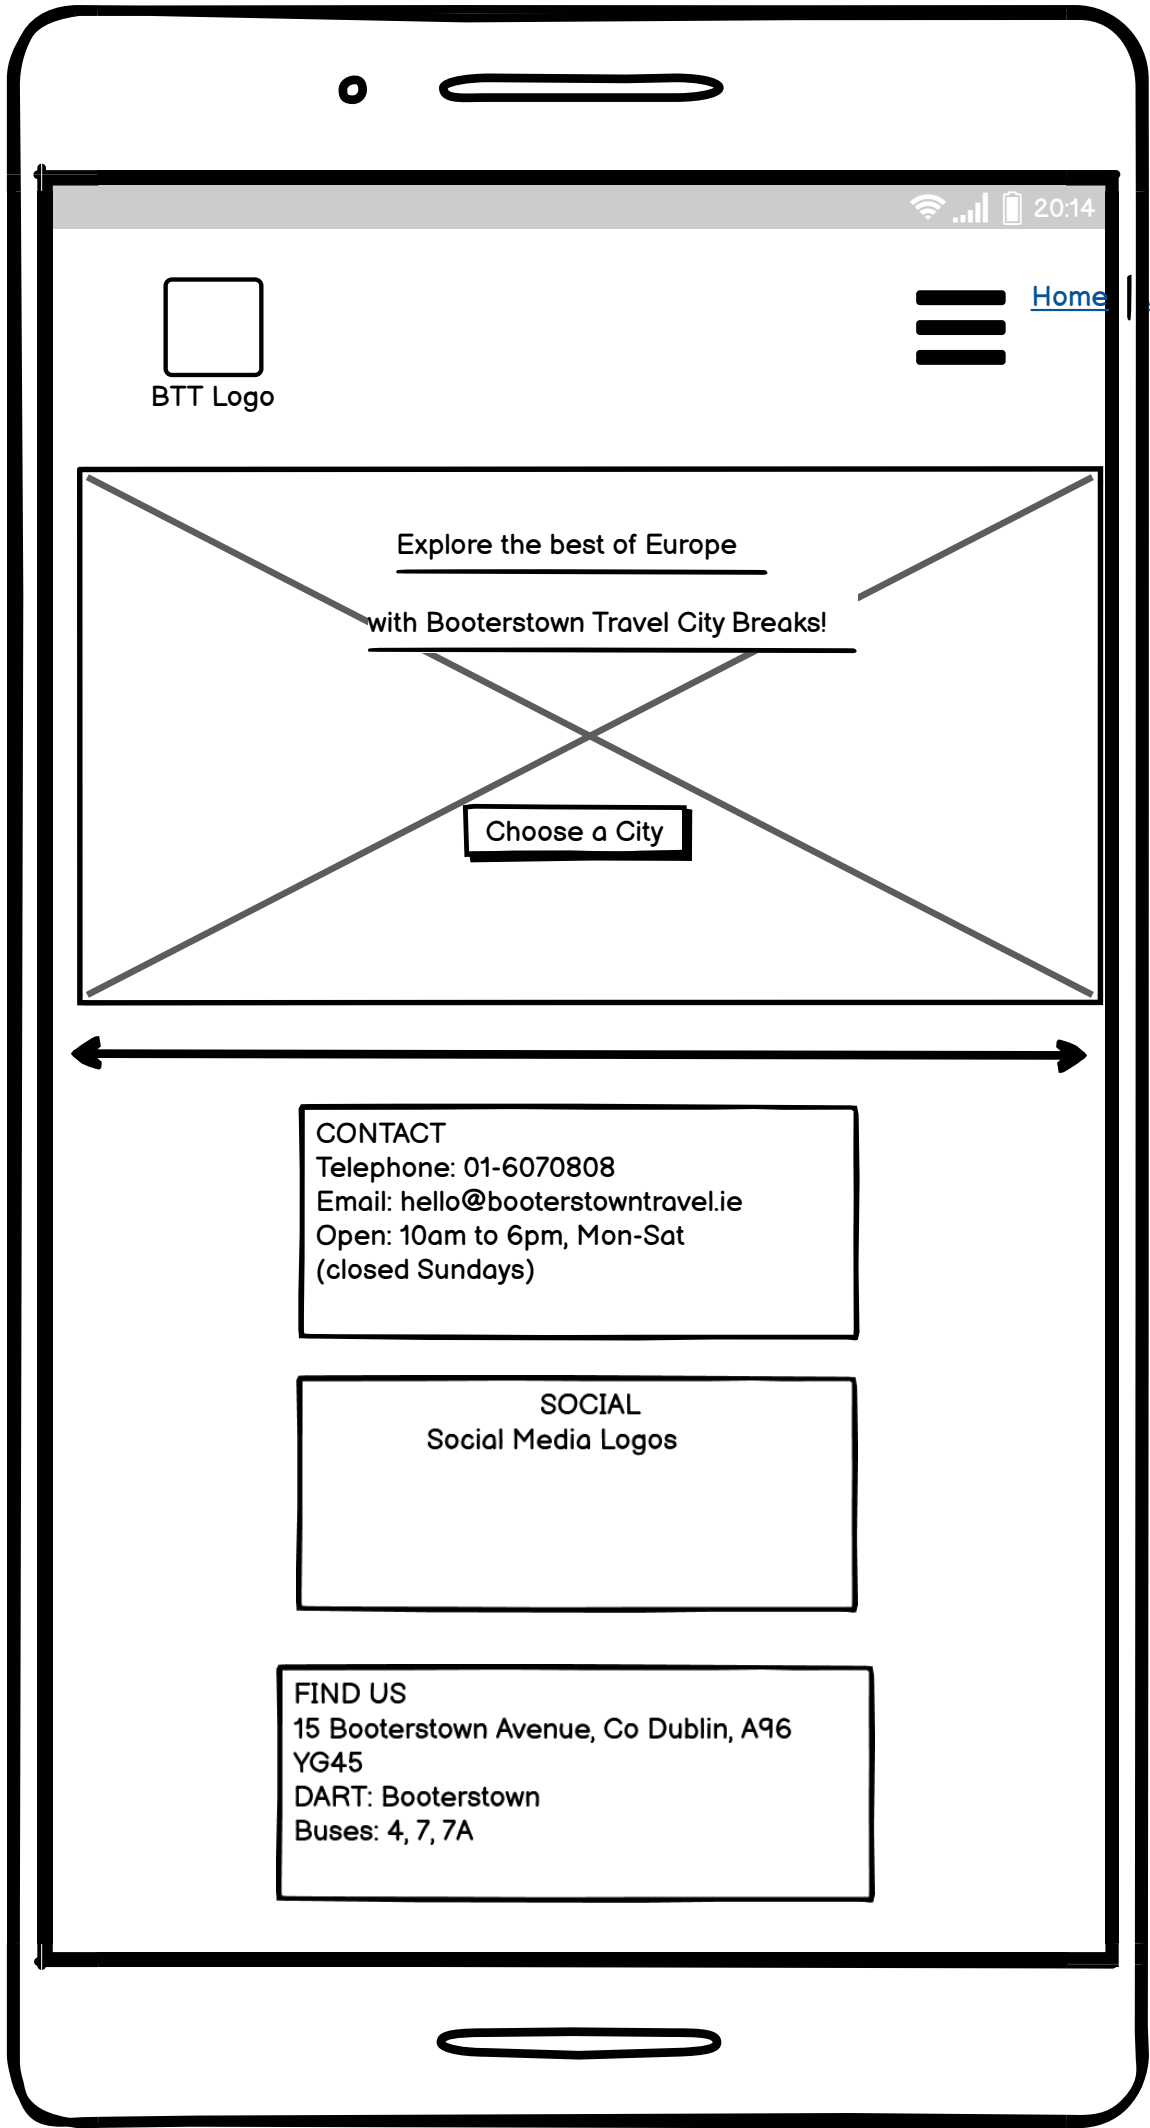 20:14
Home |
BTT Logo
Explore the best of Europe
with Booterstown Travel City Breaks!
Choose a City
CONTACT
Telephone: 01-6070808
Email: hello@booterstowntravel.ie
Open: 10am to 6pm, Mon-Sat
(closed Sundays)
SOCIAL
Social Media Logos
FIND US
15 Booterstown Avenue, Co Dublin, A96
YG45
DART: Booterstown
Buses: 4, 7, 7A